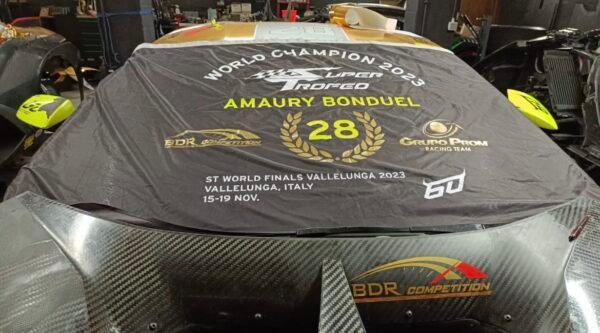 WORLD CHAMPION 2023
SUPER
TROFEO
AMAURY BONDUEL
BDR
COMPETITION
28
GRUPO PROM
RACING TEAM
ST WORLD FINALS VALLELUNGA 2023
VALLELUNGA, ITALY
15-19 NOV.
60
BDR COMPETITION